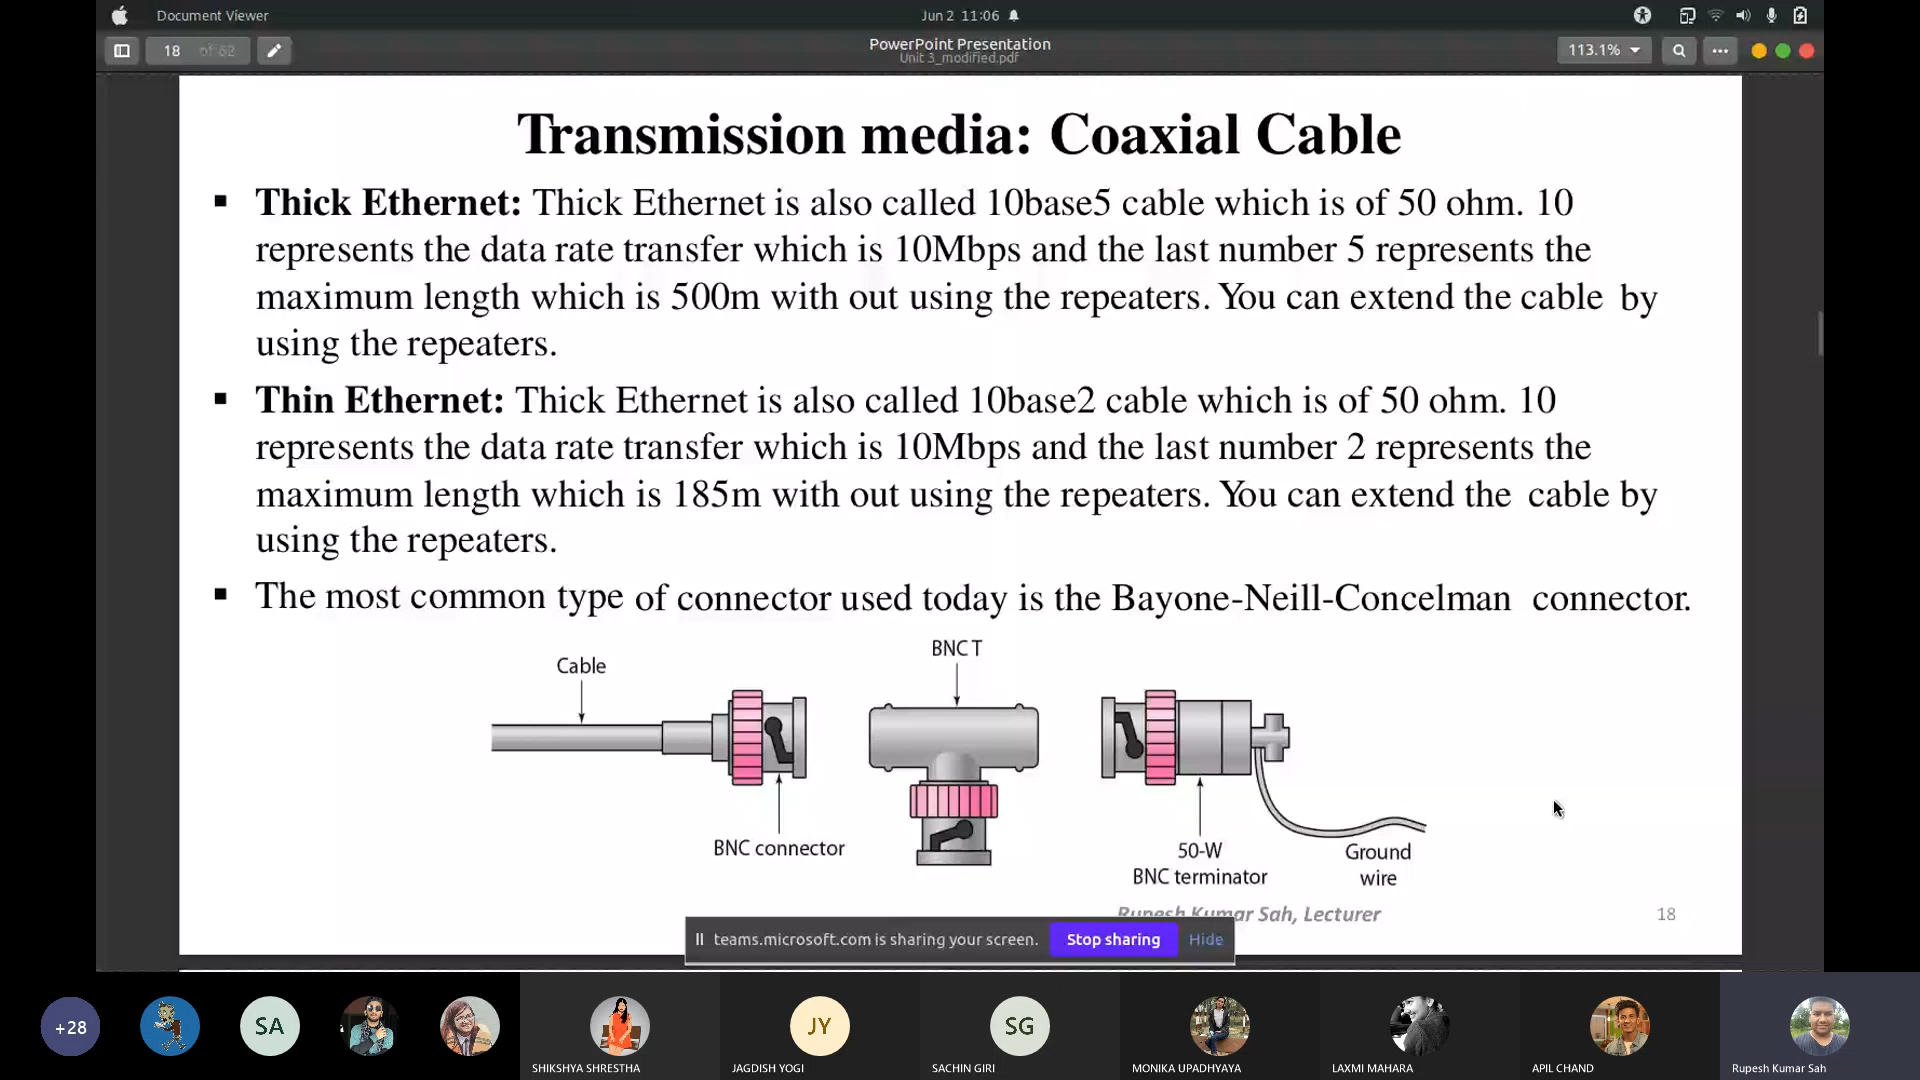 Document Viewer
Jun 2 11:06
18 of 62
PowerPoint Presentation
Unit 3_modified.pdf
113.1%
Transmission media: Coaxial Cable
▪ Thick Ethernet: Thick Ethernet is also called 10base5 cable which is of 50 ohm. 10
represents the data rate transfer which is 10Mbps and the last number 5 represents the
maximum length which is 500m with out using the repeaters. You can extend the cable by
using the repeaters.
▪ Thin Ethernet: Thick Ethernet is also called 10base2 cable which is of 50 ohm. 10
represents the data rate transfer which is 10Mbps and the last number 2 represents the
maximum length which is 185m with out using the repeaters. You can extend the cable by
using the repeaters.
▪ The most common type of connector used today is the Bayone-Neill-Concelman connector.
Cable
BNC T
BNC connector
50-W
BNC terminator
Ground
wire
Rupesh Kumar Sah, Lecturer
18
teams.microsoft.com is sharing your screen.
Stop sharing
Hide
+28
SA
JY
SG
SHIKSHYA SHRESTHA
JAGDISH YOGI
SACHIN GIRI
MONIKA UPADHYAYA
LAXMI MAHARA
APIL CHAND
Rupesh Kumar Sah